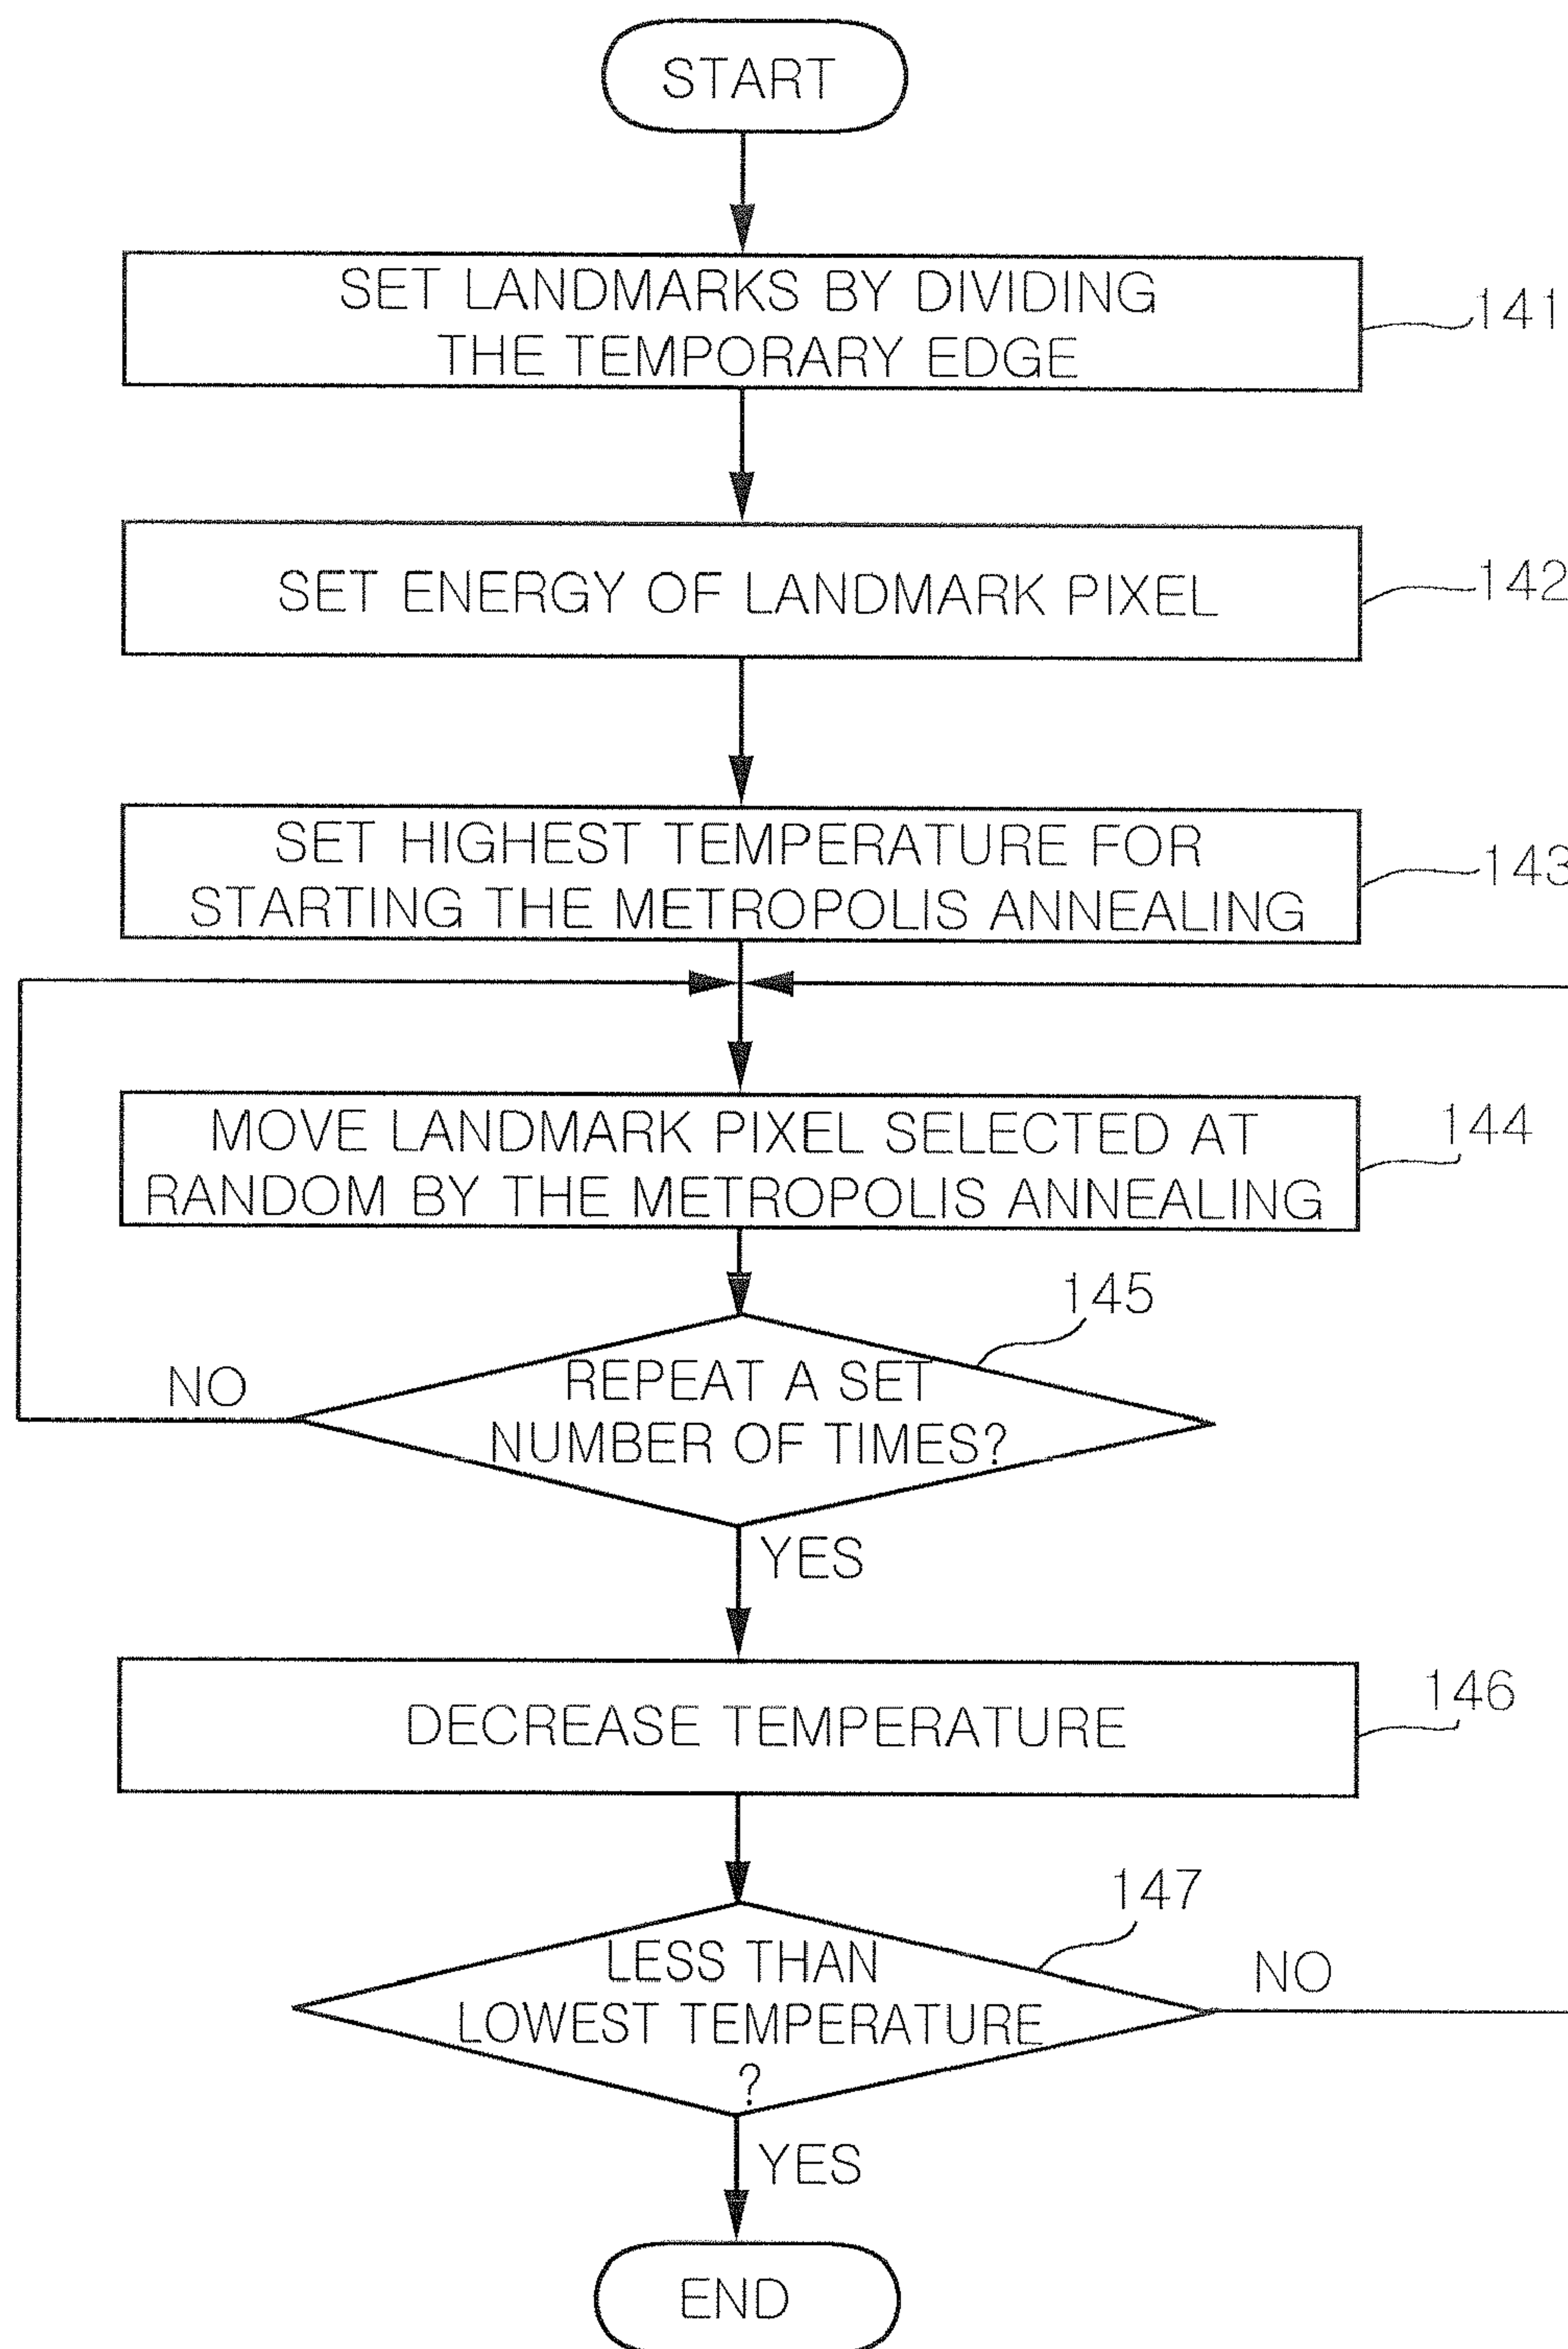 START
SET LANDMARKS BY DIVIDING
THE TEMPORARY EDGE
141
SET ENERGY OF LANDMARK PIXEL
142
SET HIGHEST TEMPERATURE FOR
STARTING THE METROPOLIS ANNEALING
143
MOVE LANDMARK PIXEL SELECTED AT
RANDOM BY THE METROPOLIS ANNEALING
144
145
REPEAT A SET
NUMBER OF TIMES?
NO
YES
DECREASE TEMPERATURE
146
147
LESS THAN
LOWEST TEMPERATURE
?
NO
YES
END